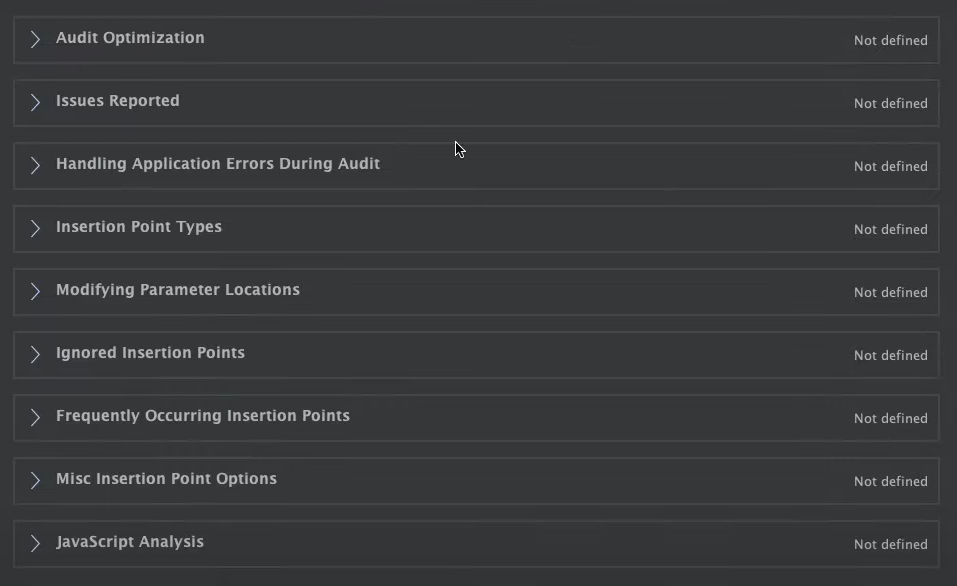 Audit Optimization Not defined
Issues Reported Not defined
Handling Application Errors During Audit Not defined
Insertion Point Types Not defined
Modifying Parameter Locations Not defined
Ignored Insertion Points Not defined
Frequently Occurring Insertion Points Not defined
Misc Insertion Point Options Not defined
JavaScript Analysis Not defined